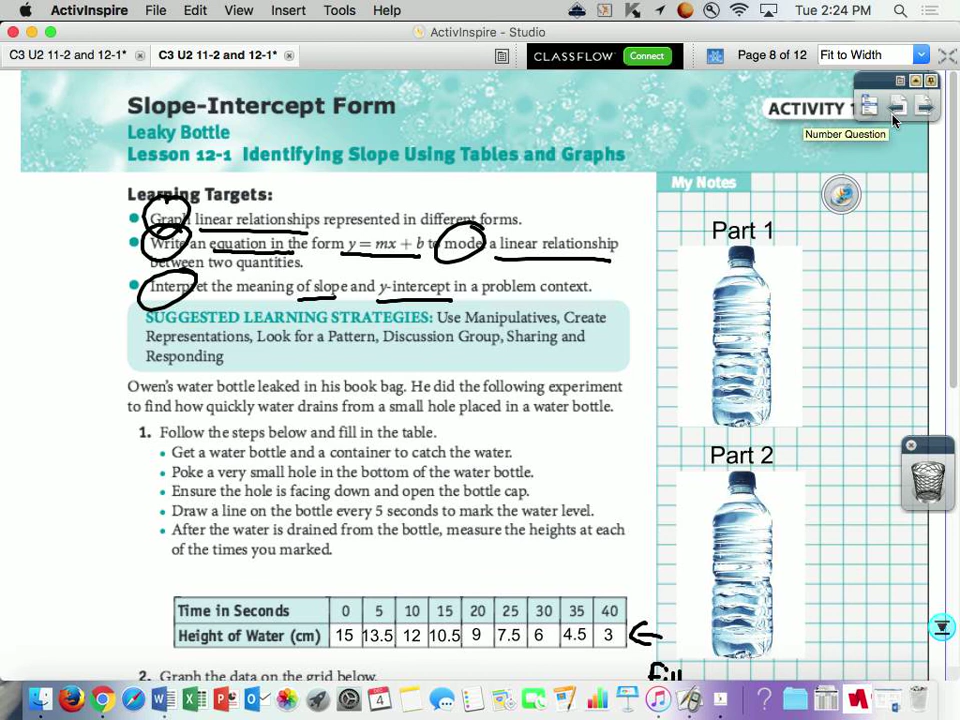 ActivInspire File Edit View Insert Format Tools Help Tue 2:24 PM
ActivInspire - Studio
C3 U2 11-2 and 12-1* C3 U2 11-2 and 12-1* CLASSFLOW Connect Page 8 of 12 Fit to Width
Slope-Intercept Form
ACTIVITY 1
Leaky Bottle
Number Question
Lesson 12-1 Identifying Slope Using Tables and Graphs
My Notes
Learning Targets:
Graph linear relationships represented in different forms.
Write an equation in the form y = mx + b to model a linear relationship
between two quantities.
Interpret the meaning of slope and y-intercept in a problem context.
SUGGESTED LEARNING STRATEGIES: Use Manipulatives, Create
Representations, Look for a Pattern, Discussion Group, Sharing and
Responding
Owen's water bottle leaked in his book bag. He did the following experiment
to find how quickly water drains from a small hole placed in a water bottle.
1. Follow the steps below and fill in the table.
• Get a water bottle and a container to catch the water.
• Poke a very small hole in the bottom of the water bottle.
• Ensure the hole is facing down and open the bottle cap.
• Draw a line on the bottle every 5 seconds to mark the water level.
• After the water is drained from the bottle, measure the heights at each
of the times you marked.
Part 1
Part 2
Time in Seconds 0 5 10 15 20 25 30 35 40
Height of Water (cm) 15 13.5 12 10.5 9 7.5 6 4.5 3
2. Graph the data on the grid below.
Fill